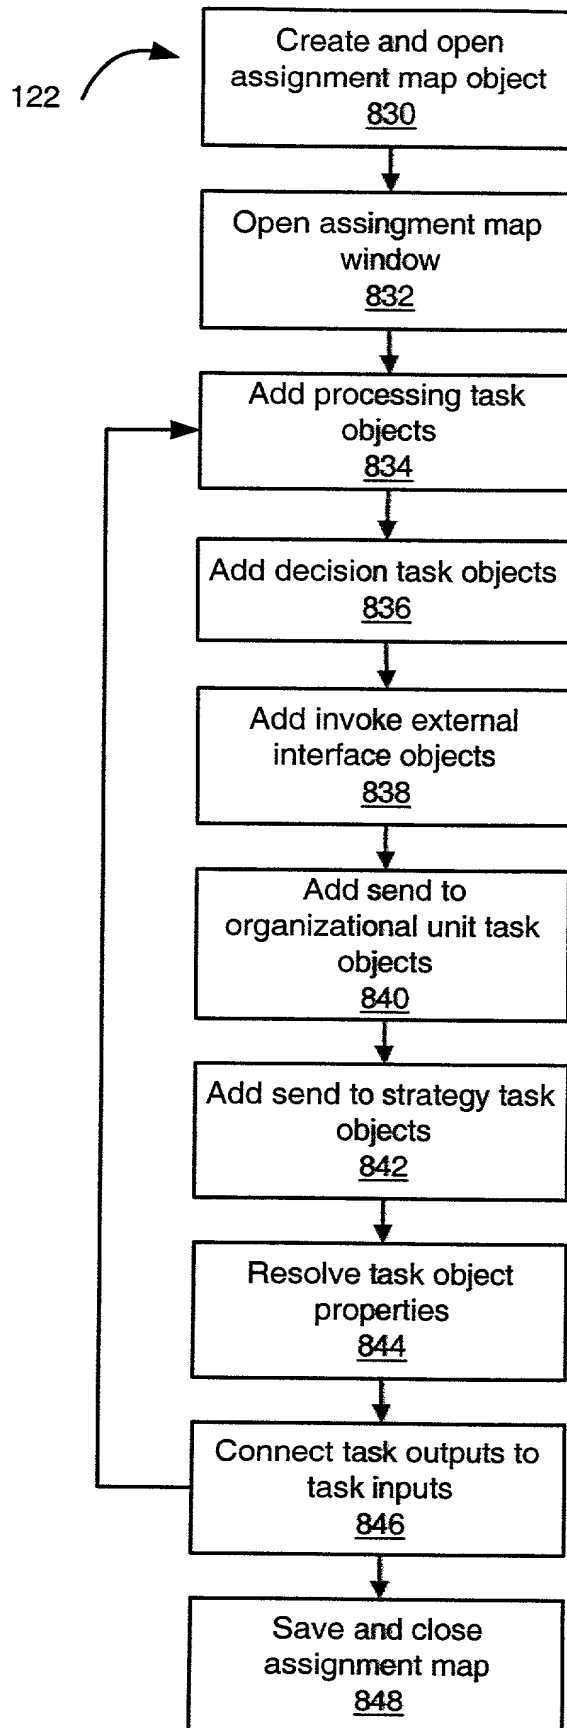 122
Create and open
assignment map object
830
Open assingment map
window
832
Add processing task
objects
834
Add decision task objects
836
Add invoke external
interface objects
838
Add send to
organizational unit task
objects
840
Add send to strategy task
objects
842
Resolve task object
properties
844
Connect task outputs to
task inputs
846
Save and close
assignment map
848